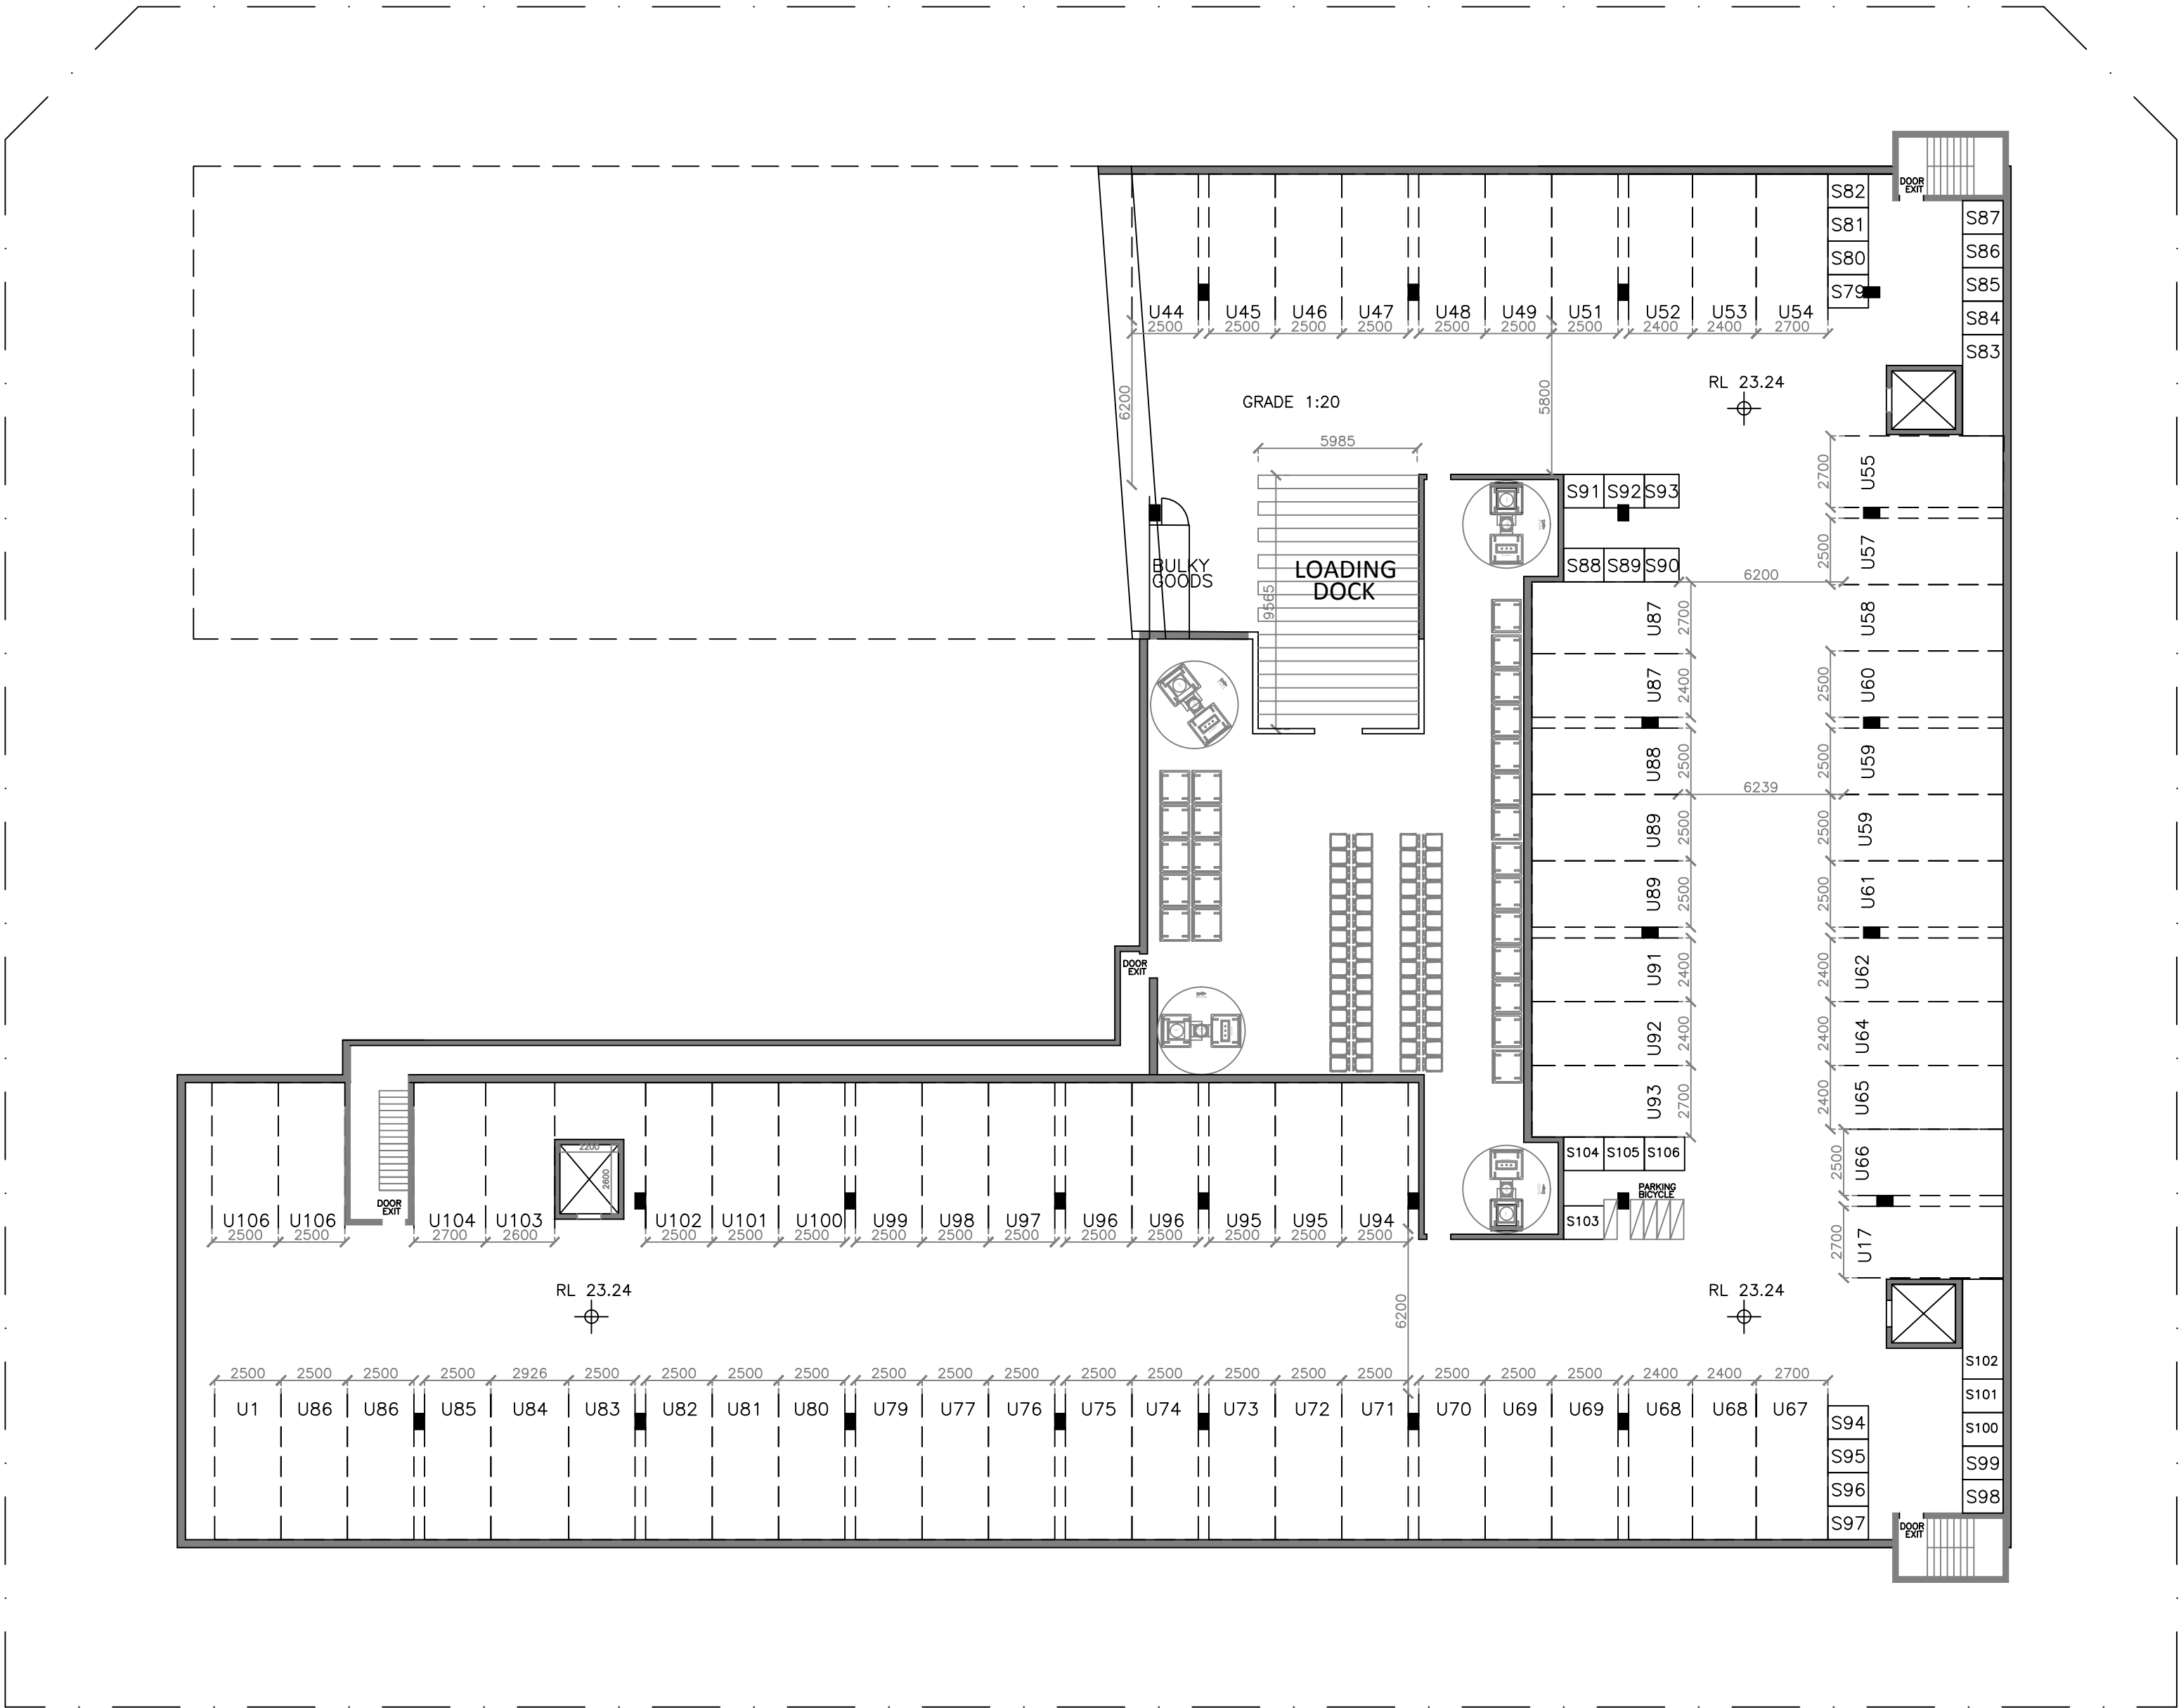 DOOR
EXIT
S82
S87
S81
S86
S80
S85
S79
S84
S83
U44 U45 U46 U47 U48 U49 U51 U52 U53 U54
2500 2500 2500 2500 2500 2500 2500 2400 2400 2700
RL 23.24
6200
GRADE 1:20
5800
5985
S91 S92 S93
2700
U55
BULKY
GOODS
LOADING
DOCK
9565
S88 S89 S90
2500
U57
6200
U87
2700
U58
U87
2400
2500
U60
U88
2500
2500
U59
6239
U89
2500
2500
U59
U89
2500
2500
U61
DOOR
EXIT
U91
2400
2400
U62
U92
2400
2400
U64
U93
2700
2400
U65
S104 S105 S106
2500
U66
PARKING
BICYCLE
S103
2700
U17
2200
2600
DOOR
EXIT
U106 U106 U104 U103 U102 U101 U100 U99 U98 U97 U96 U96 U95 U95 U94
2500 2500 2700 2600 2500 2500 2500 2500 2500 2500 2500 2500 2500 2500 2500
RL 23.24
6200
RL 23.24
2500 2500 2500 2500 2926 2500 2500 2500 2500 2500 2500 2500 2500 2500 2500 2500 2500 2500 2500 2500 2400 2400 2700
U1 U86 U86 U85 U84 U83 U82 U81 U80 U79 U77 U76 U75 U74 U73 U72 U71 U70 U69 U69 U68 U68 U67
S102
S101
S94
S100
S95
S99
S96
S98
S97
DOOR
EXIT